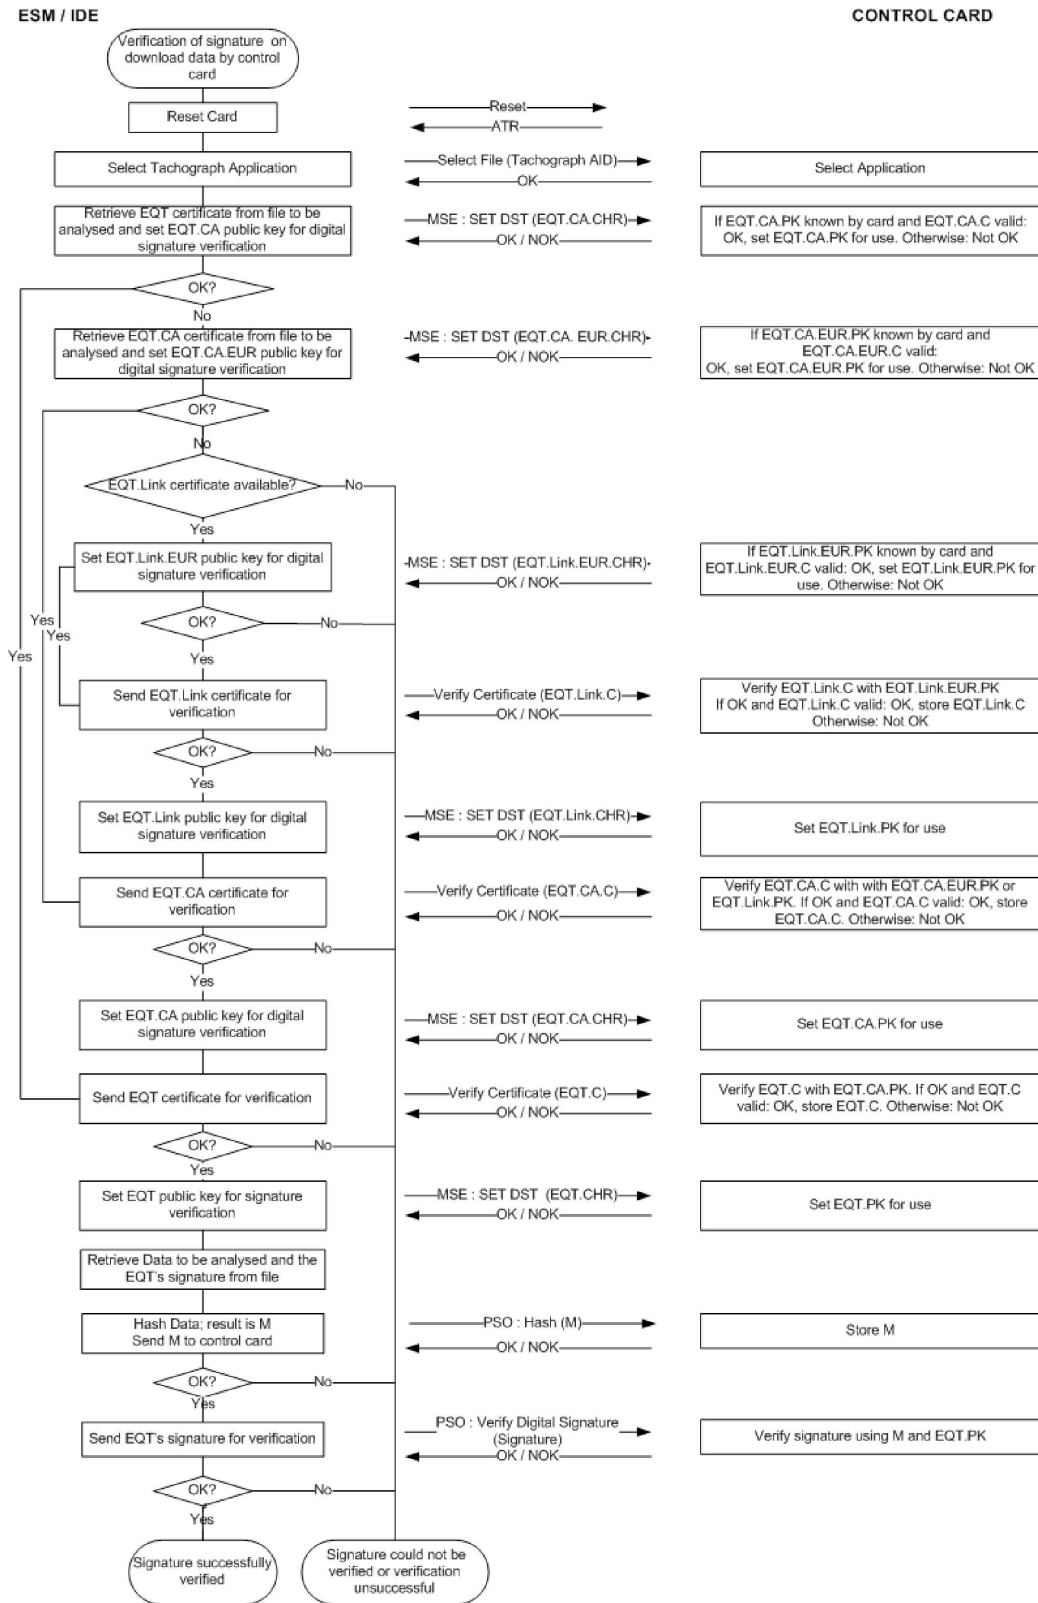 ESM / IDE
CONTROL CARD
Verification of signature on
download data by control
card
Reset Card
Reset
ATR
Select Tachograph Application
Select File (Tachograph AID)
OK
Select Application
Retrieve EQT certificate from file to be
analysed and set EQT.CA public key for digital
signature verification
MSE : SET DST (EQT.CA.CHR)
OK / NOK
If EQT.CA.PK known by card and EQT.CA.C valid:
OK, set EQT.CA.PK for use. Otherwise: Not OK
OK?
No
Retrieve EQT.CA certificate from file to be
analysed and set EQT.CA.EUR public key for
digital signature verification
MSE : SET DST (EQT.CA. EUR.CHR)
OK / NOK
If EQT.CA.EUR.PK known by card and
EQT.CA.EUR.C valid:
OK, set EQT.CA.EUR.PK for use. Otherwise: Not OK
OK?
No
EQT.Link certificate available?
No
Yes
Set EQT.Link.EUR public key for digital
signature verification
MSE : SET DST (EQT.Link.EUR.CHR)
OK / NOK
If EQT.Link.EUR.PK known by card and
EQT.Link.EUR.C valid: OK, set EQT.Link.EUR.PK for
use. Otherwise: Not OK
OK?
No
Yes
Yes
Yes
Yes
Send EQT.Link certificate for
verification
Verify Certificate (EQT.Link.C)
OK / NOK
Verify EQT.Link.C with EQT.Link.EUR.PK
If OK and EQT.Link.C valid: OK, store EQT.Link.C
Otherwise: Not OK
OK?
No
Yes
Set EQT.Link public key for digital
signature verification
MSE : SET DST (EQT.Link.CHR)
OK / NOK
Set EQT.Link.PK for use
Send EQT.CA certificate for
verification
Verify Certificate (EQT.CA.C)
OK / NOK
Verify EQT.CA.C with with EQT.CA.EUR.PK or
EQT.Link.PK. If OK and EQT.CA.C valid: OK, store
EQT.CA.C. Otherwise: Not OK
OK?
No
Yes
Set EQT.CA public key for digital
signature verification
MSE : SET DST (EQT.CA.CHR)
OK / NOK
Set EQT.CA.PK for use
Send EQT certificate for verification
Verify Certificate (EQT.C)
OK / NOK
Verify EQT.C with EQT.CA.PK. If OK and EQT.C
valid: OK, store EQT.C. Otherwise: Not OK
OK?
No
Yes
Set EQT public key for signature
verification
MSE : SET DST (EQT.CHR)
OK / NOK
Set EQT.PK for use
Retrieve Data to be analysed and the
EQT's signature from file
Hash Data; result is M
Send M to control card
PSO : Hash (M)
OK / NOK
Store M
OK?
No
Yes
Send EQT's signature for verification
PSO : Verify Digital Signature
(Signature)
OK / NOK
Verify signature using M and EQT.PK
OK?
No
Yes
Signature successfully
verified
Signature could not be
verified or verification
unsuccessful